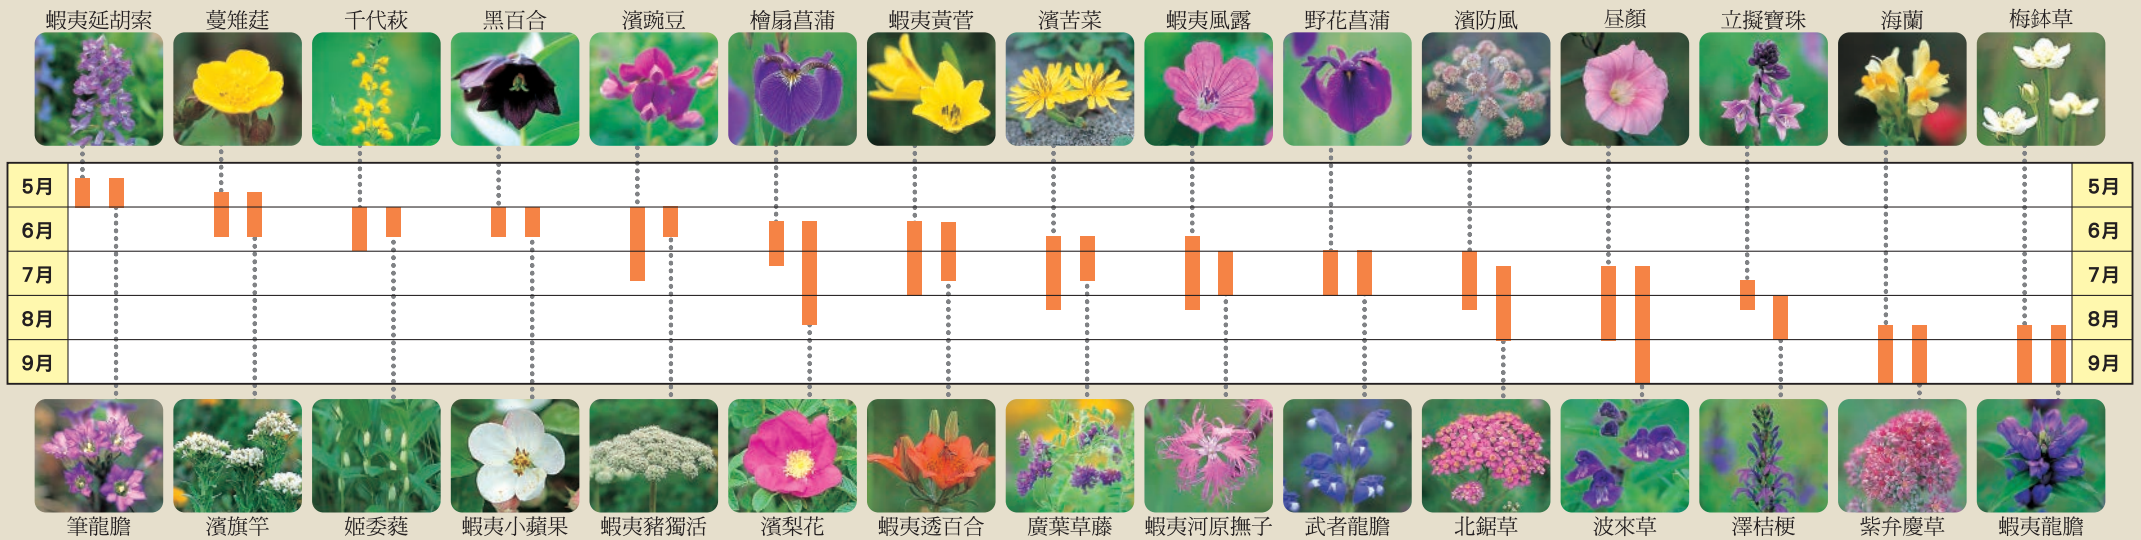 蝦夷延胡索 蔓雉莛 千代萩 黑百合 濱豌豆 檜扇菖蒲 蝦夷黃菅 濱苦菜 蝦夷風露 野花菖蒲 濱防風 昼顏 立擬寶珠 海蘭 梅鉢草
5月 5月
6月 6月
7月 7月
8月 8月
9月 9月
筆龍膽 濱旗竿 姬委蕤 蝦夷小蘋果 蝦夷豬獨活 濱梨花 蝦夷透百合 廣葉草藤 蝦夷河原撫子 武者龍膽 北鋸草 波來草 澤桔梗 紫弁慶草 蝦夷龍膽